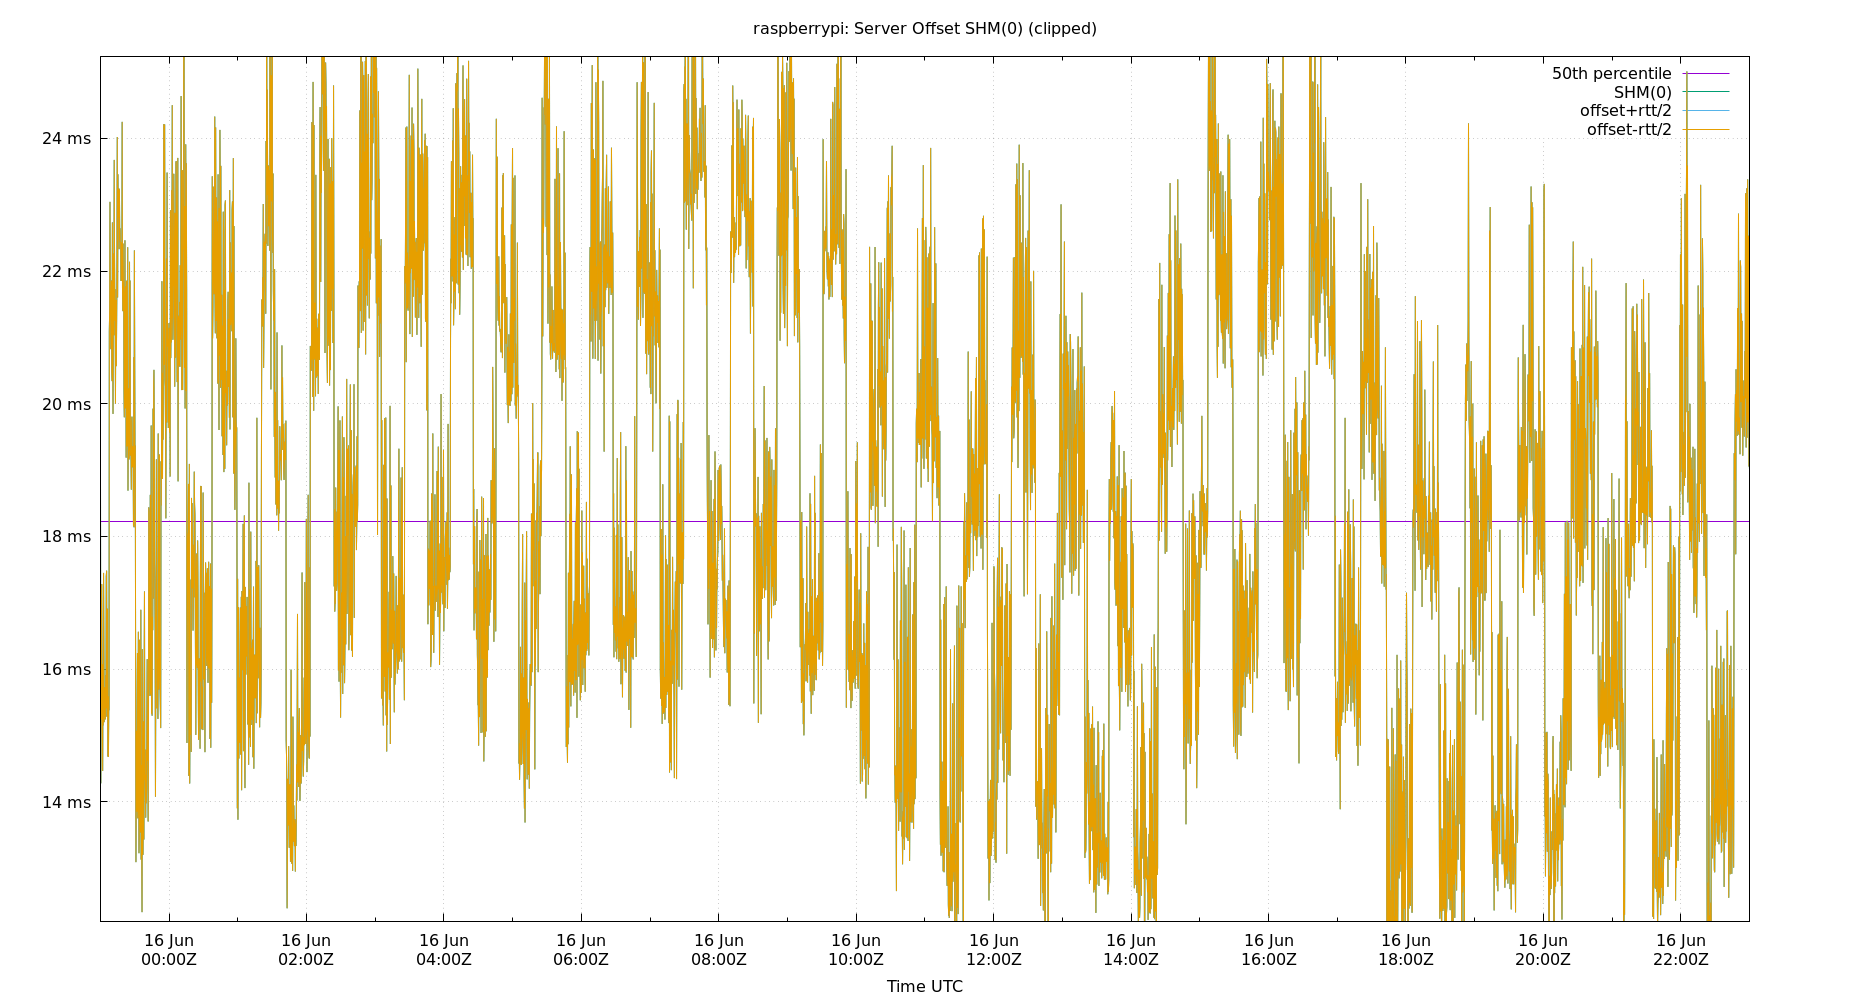 raspberrypi: Server Offset SHM(0) (clipped)
50th percentile
SHM(0)
offset+rtt/2
offset-rtt/2
24 ms
22 ms
20 ms
18 ms
16 ms
14 ms
16 Jun 16 Jun 16 Jun 16 Jun 16 Jun 16 Jun 16 Jun 16 Jun 16 Jun 16 Jun 16 Jun 16 Jun
00:00Z 02:00Z 04:00Z 06:00Z 08:00Z 10:00Z 12:00Z 14:00Z 16:00Z 18:00Z 20:00Z 22:00Z
Time UTC